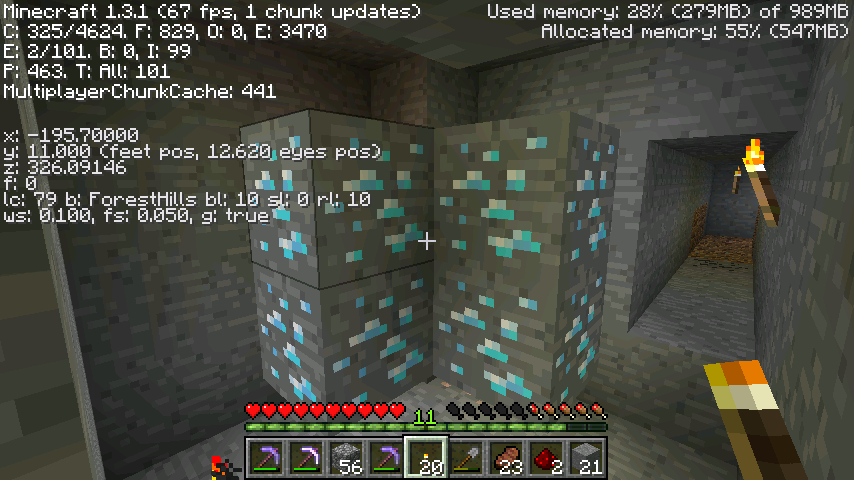 Minecraft 1.3.1 (67 fps, 1 chunk updates)
C: 325/4624. F: 829, O: 0, E: 3470
E: 2/101. B: 0, I: 99
P: 463. T: All: 101
MultiplayerChunkCache: 441
Used memory: 28% (279MB) of 989MB
Allocated memory: 55% (547MB)
x: -195.70000
y: 11.000 (feet pos, 12.620 eyes pos)
z: 326.09146
f: 0
lc: 79 b: ForestHills bl: 10 sl: 0 rl: 10
ws: 0.100, fs: 0.050, g: true
11
56 20 23 2 21